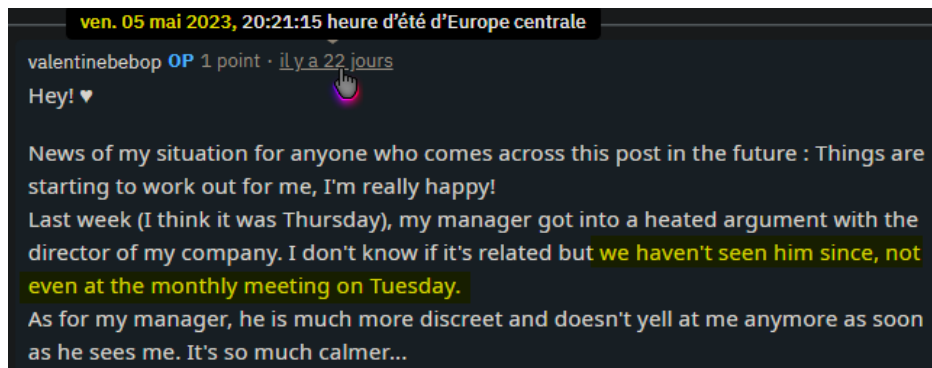 ven. 05 mai 2023, 20:21:15 heure d'été d'Europe centrale
valentinebebop OP 1 point · il y a 22 jours
Hey! ♥
News of my situation for anyone who comes across this post in the future : Things are
starting to work out for me, I'm really happy!
Last week (I think it was Thursday), my manager got into a heated argument with the
director of my company. I don't know if it's related but we haven't seen him since, not
even at the monthly meeting on Tuesday.
As for my manager, he is much more discreet and doesn't yell at me anymore as soon
as he sees me. It's so much calmer...